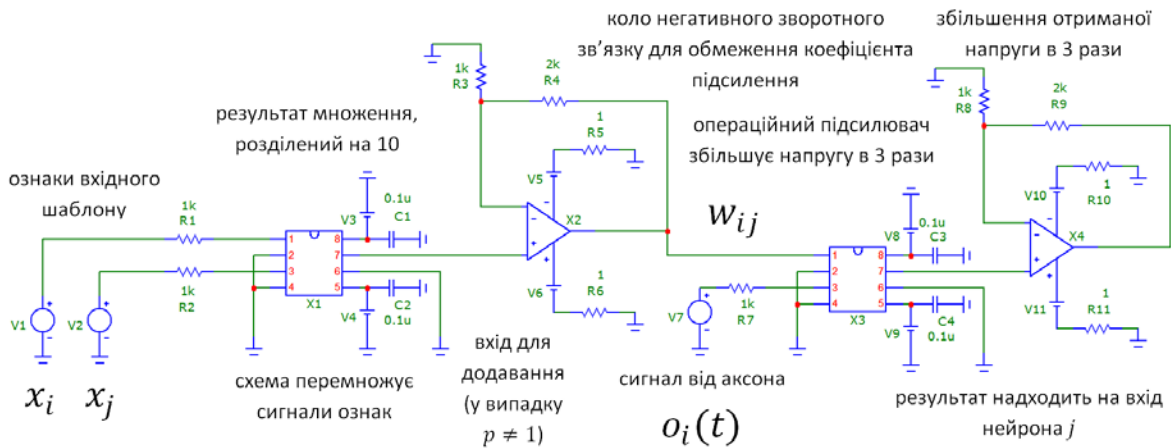 коло негативного зворотного
зв’язку для обмеження коефіцієнта
підсилення
збільшення отриманої
напруги в 3 рази
1k
R3
2k
R4
1k
R8
2k
R9
результат множення,
розділений на 10
операційний підсилювач
збільшує напругу в 3 рази
1
R5
V5
1
R10
V10
ознаки вхідного
шаблону
1k
R1
V3
0.1u
C1
X2
w_{ij}
V8
0.1u
C3
X4
1 8
2 7
3 6
4 5
X1
1k
R2
V4
C2
0.1u
V6
1
R6
1 8
2 7
3 6
4 5
X3
V7
1k
R7
V9
C4
0.1u
V11
1
R11
V1
V2
x_i x_j
схема перемножує
сигнали ознак
вхід для
додавання
(у випадку
p ≠ 1)
сигнал від аксона
o_i(t)
результат надходить на вхід
нейрона j